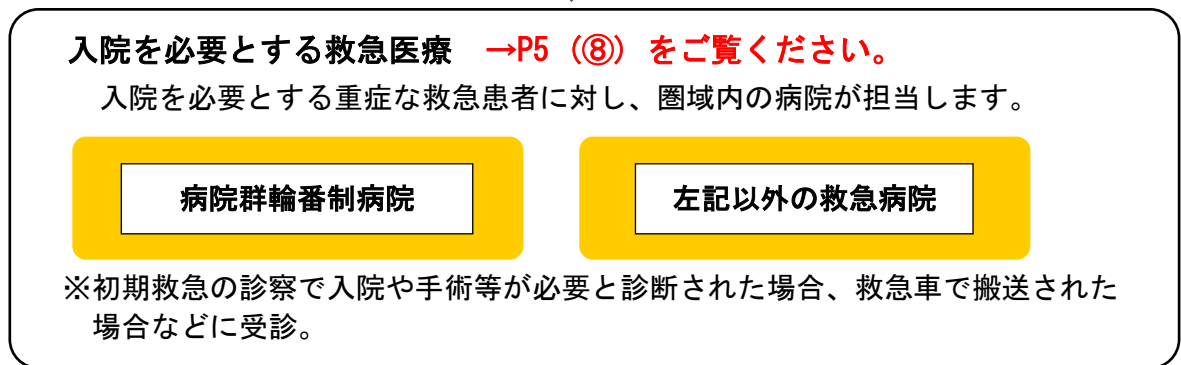 入院を必要とする救急医療 →P5（⑧）をご覧ください。
入院を必要とする重症な救急患者に対し、圏域内の病院が担当します。
病院群輪番制病院
左記以外の救急病院
※初期救急の診察で入院や手術等が必要と診断された場合、救急車で搬送された
場合などに受診。